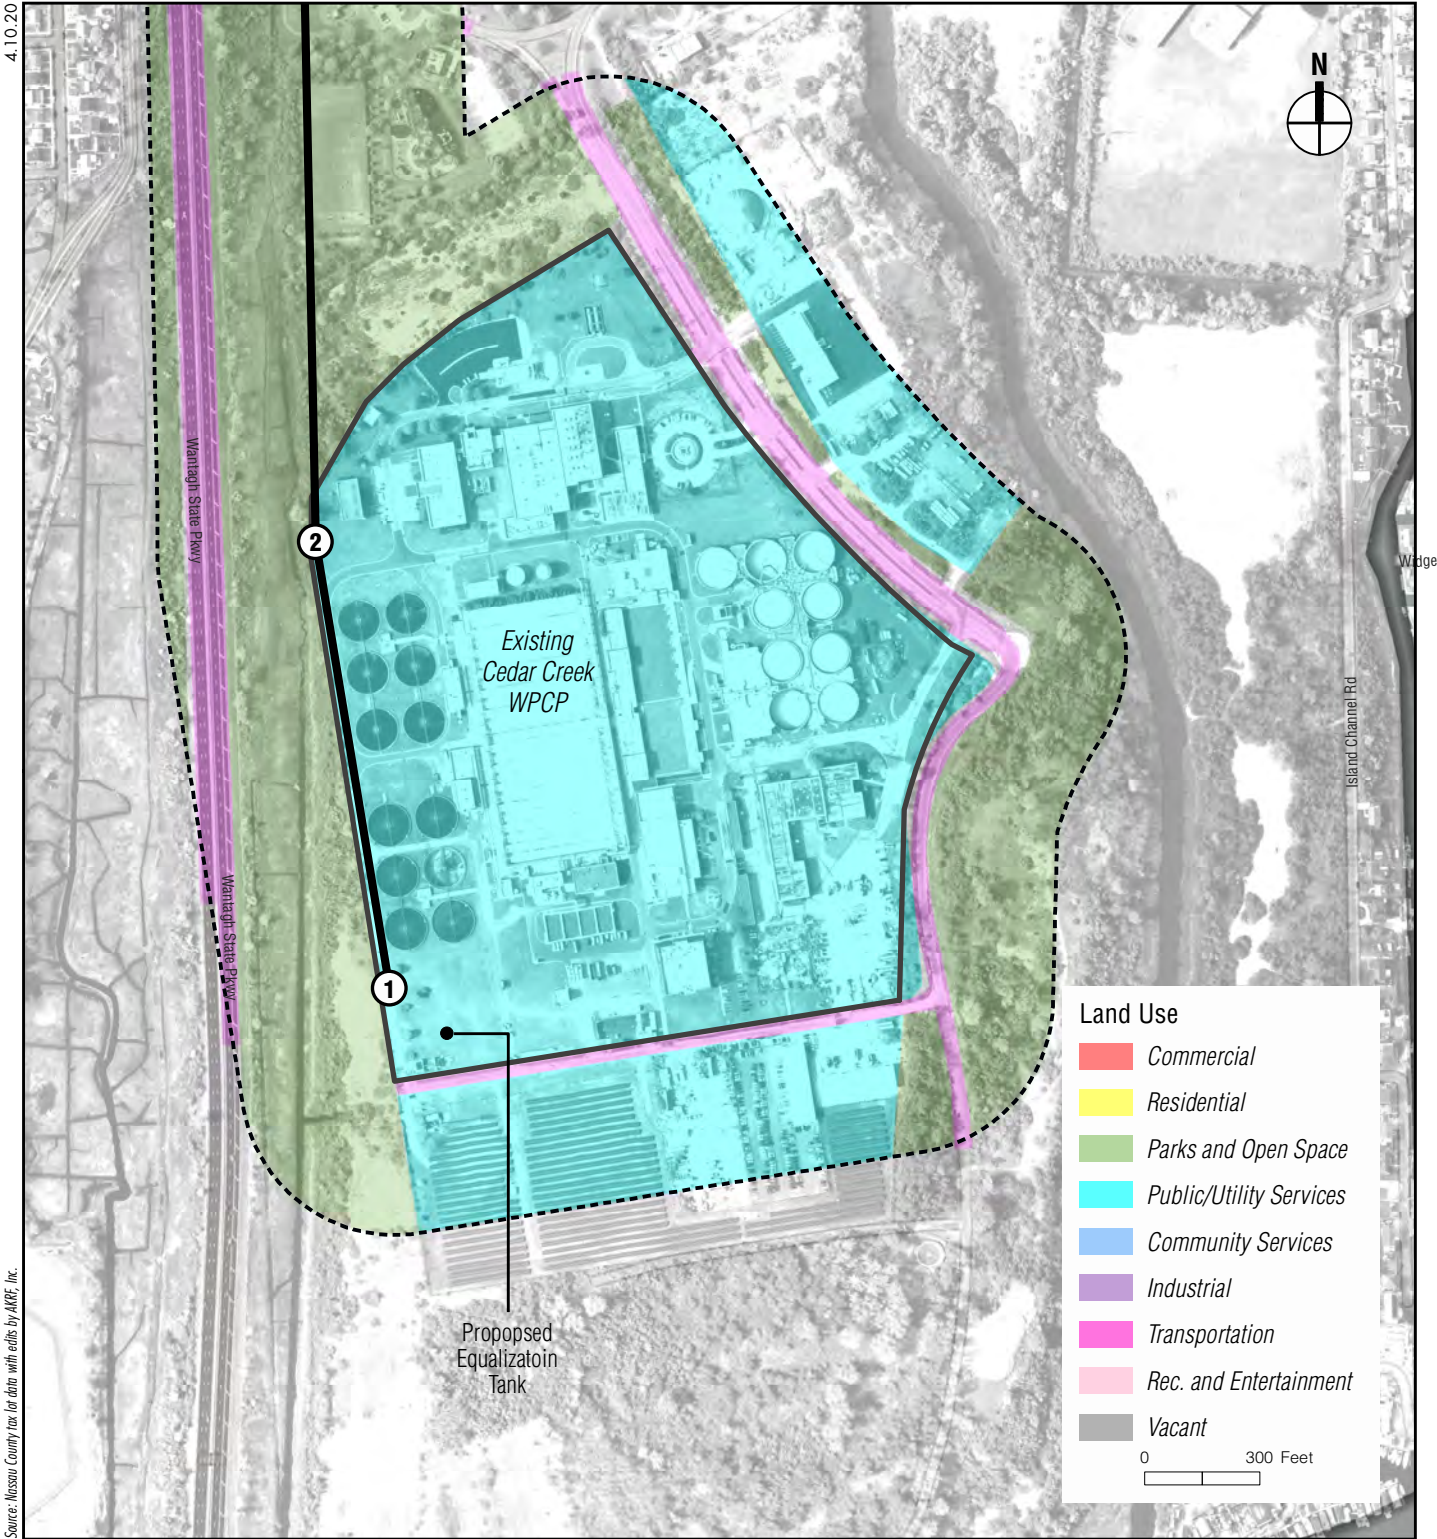 4.10.20
N
Wantagh State Pkwy
2
Widge
Existing
Cedar Creek
WPCP
Island Channel Rd
Wantagh State Pkwy
1
Propopsed
Equalizatoin
Tank
Land Use
Commercial
Residential
Parks and Open Space
Public/Utility Services
Community Services
Industrial
Transportation
Rec. and Entertainment
Vacant
0 300 Feet
Source: Nassau County tax lot data with edits by AKRF, Inc.